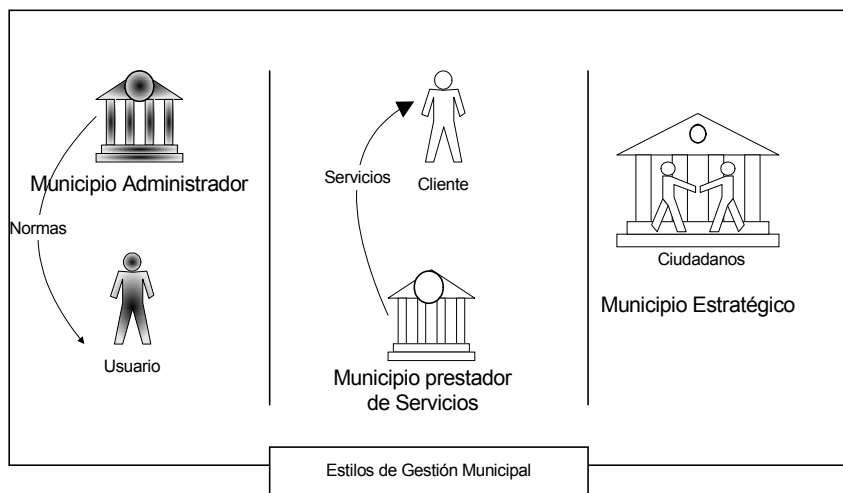 Municipio Administrador
Normas
Usuario
Servicios
Cliente
Municipio prestador
de Servicios
Ciudadanos
Municipio Estratégico
Estilos de Gestión Municipal